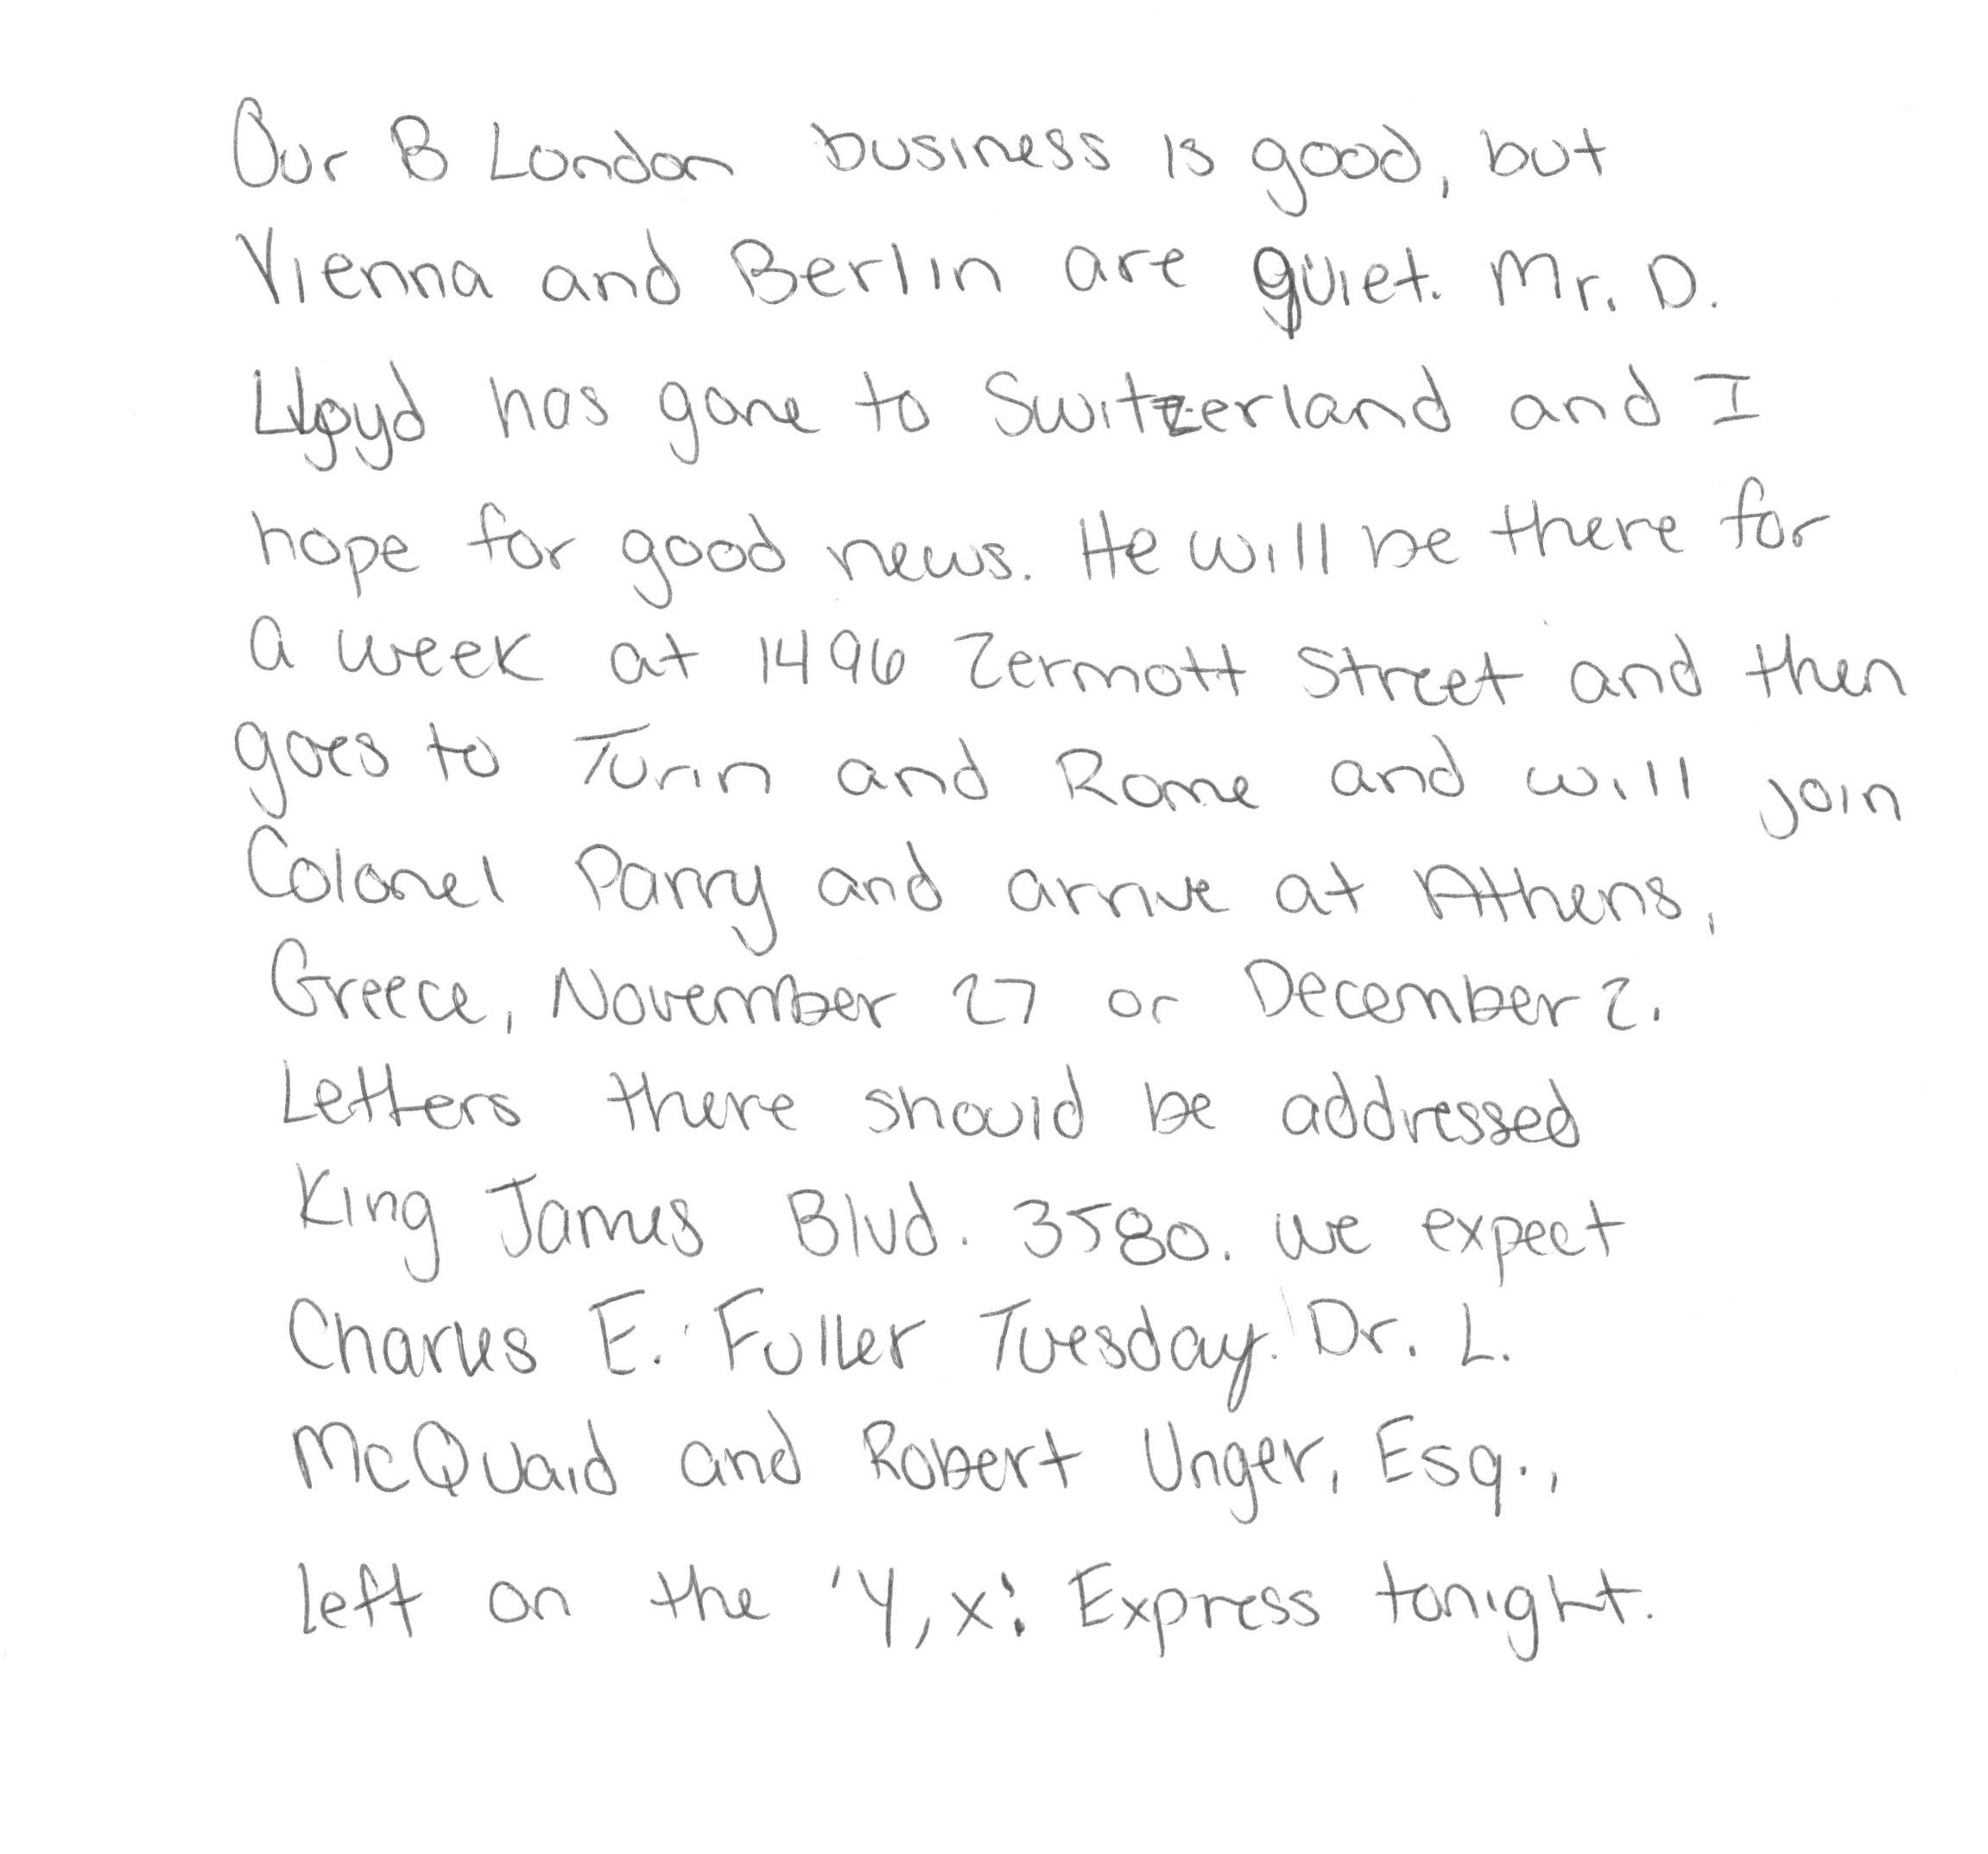 Our B London business is good, but
Vienna and Berlin are quiet. Mr. D.
Lloyd has gone to Switzerland and I
hope for good news. He will be there for
a week at 1496 Zermott Street and then
goes to Turin and Rome and will join
Colonel Parry and arrive at Athens,
Greece, November 27 or December 2.
Letters there should be addressed
King James Blvd. 3580. We expect
Charles E. Fuller Tuesday. Dr. L.
McQuaid and Robert Unger, Esq.,
left on the 'Y, X'. Express tonight.